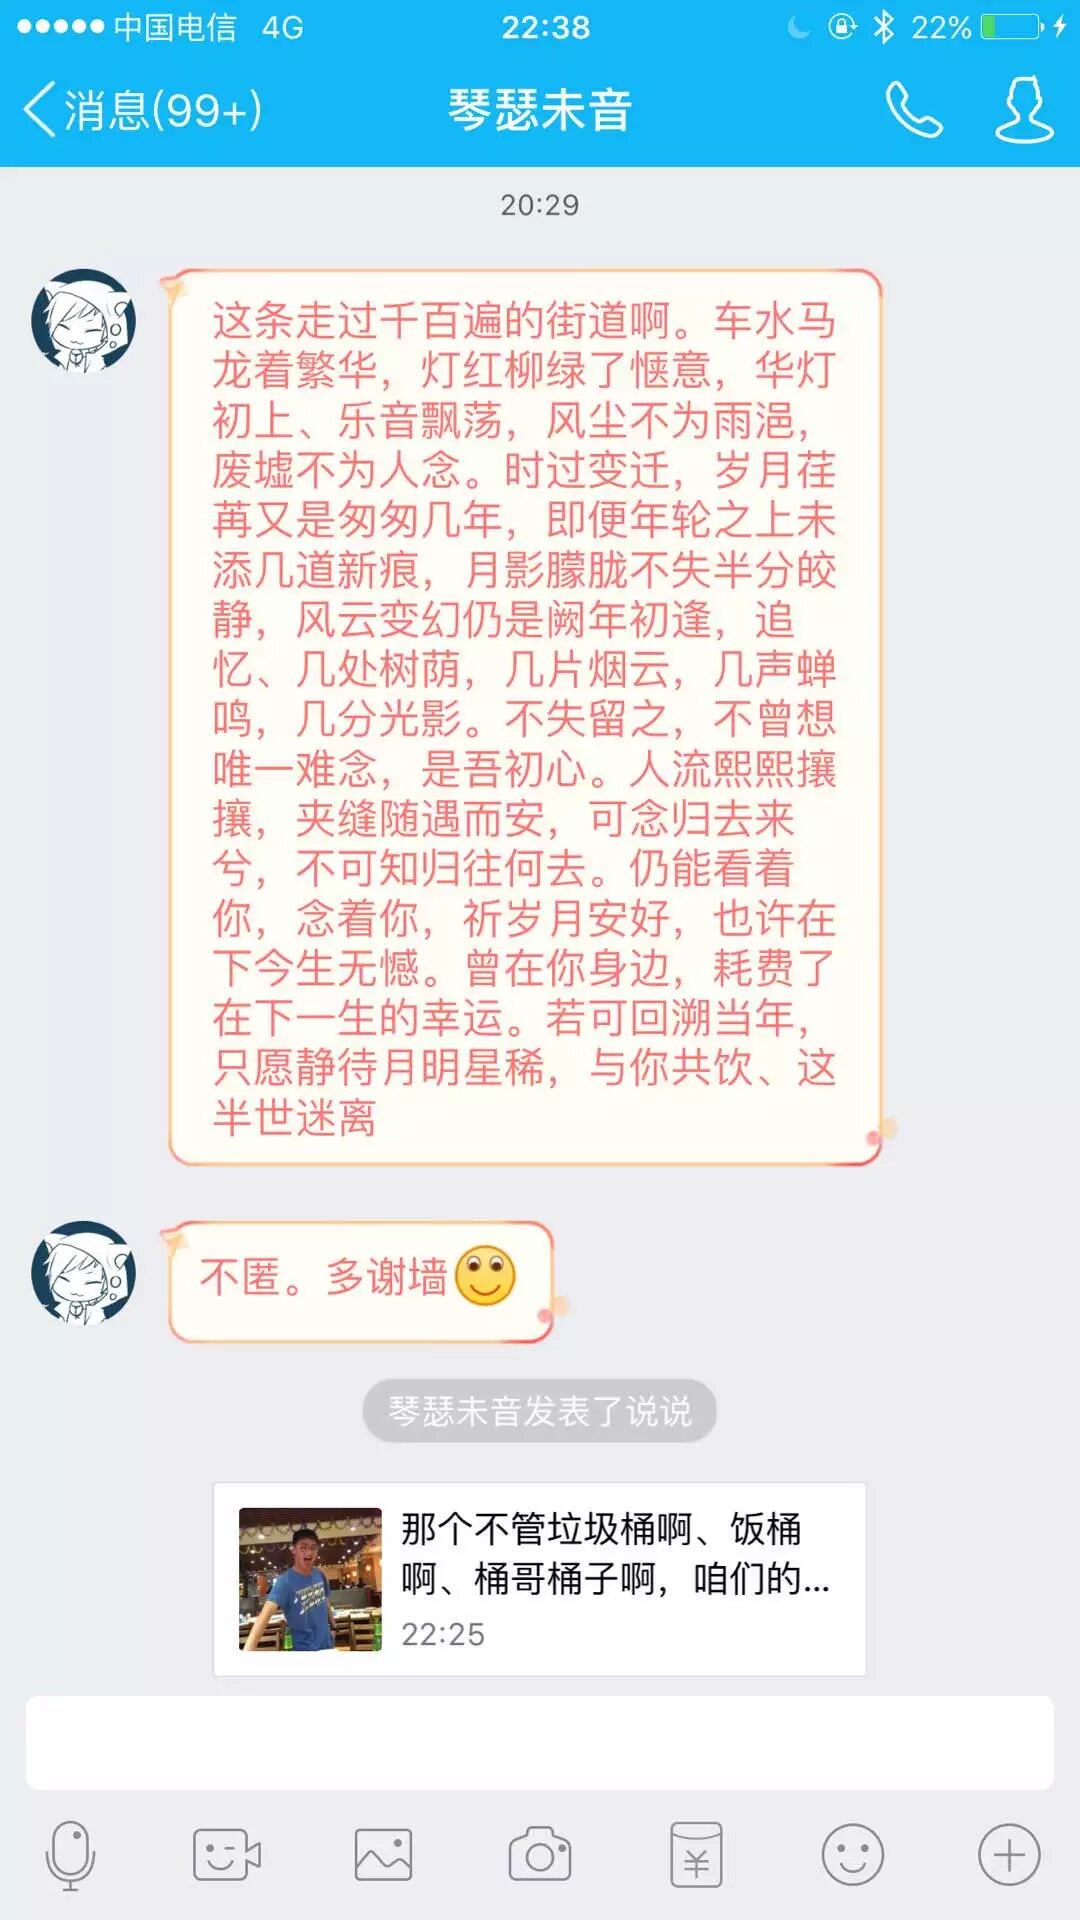 中国电信 4G 22:38 22%
消息(99+) 琴瑟未音
20:29
这条走过千百遍的街道啊。车水马
龙着繁华，灯红柳绿了惬意，华灯
初上、乐音飘荡，风尘不为雨浥，
废墟不为人念。时过变迁，岁月荏
苒又是匆匆几年，即便年轮之上未
添几道新痕，月影朦胧不失半分皎
静，风云变幻仍是阙年初逢，追
忆、几处树荫，几片烟云，几声蝉
鸣，几分光影。不失留之，不曾想
唯一难念，是吾初心。人流熙熙攘
攘，夹缝随遇而安，可念归去来
兮，不可知归往何去。仍能看着
你，念着你，祈岁月安好，也许在
下今生无憾。曾在你身边，耗费了
在下一生的幸运。若可回溯当年，
只愿静待月明星稀，与你共饮、这
半世迷离
不匿。多谢墙
琴瑟未音发表了说说
那个不管垃圾桶啊、饭桶
啊、桶哥桶子啊，咱们的...
22:25